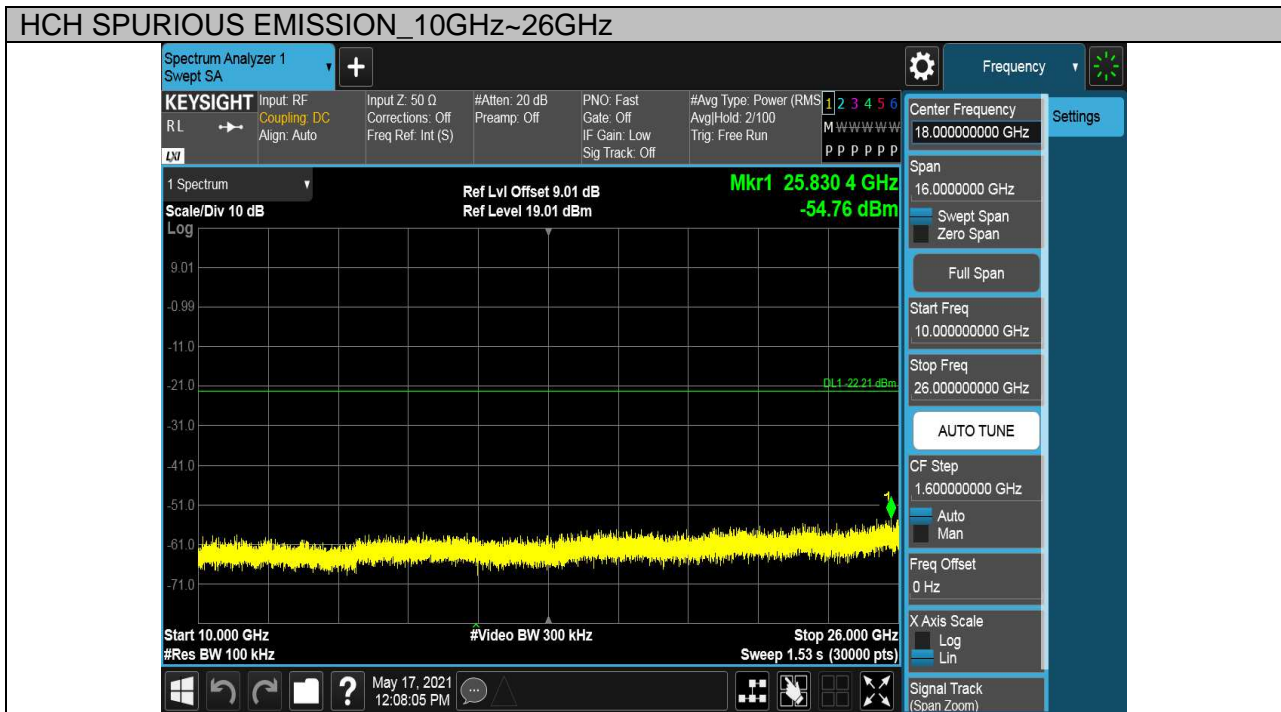 HCH SPURIOUS EMISSION_10GHz~26GHz
Spectrum Analyzer 1
Swept SA
+
Frequency
KEYSIGHT
RL
LXI
Input: RF
Coupling: DC
Align: Auto
Input Z: 50 Ω
Corrections: Off
Freq Ref: Int (S)
#Atten: 20 dB
Preamp: Off
PNO: Fast
Gate: Off
IF Gain: Low
Sig Track: Off
#Avg Type: Power (RMS
Avg|Hold: 2/100
Trig: Free Run
1 2 3 4 5 6
M W W W W W
P P P P P P
1 Spectrum
Scale/Div 10 dB
Log
Ref Lvl Offset 9.01 dB
Ref Level 19.01 dBm
Mkr1 25.830 4 GHz
-54.76 dBm
9.01
-0.99
-11.0
-21.0
-31.0
-41.0
-51.0
-61.0
-71.0
DL1 -22.21 dBm
1
Start 10.000 GHz
#Res BW 100 kHz
#Video BW 300 kHz
Stop 26.000 GHz
Sweep 1.53 s (30000 pts)
?
May 17, 2021
12:08:05 PM
Center Frequency
18.000000000 GHz
Span
16.0000000 GHz
Swept Span
Zero Span
Full Span
Start Freq
10.000000000 GHz
Stop Freq
26.000000000 GHz
AUTO TUNE
CF Step
1.600000000 GHz
Auto
Man
Freq Offset
0 Hz
X Axis Scale
Log
Lin
Signal Track
(Span Zoom)
Settings